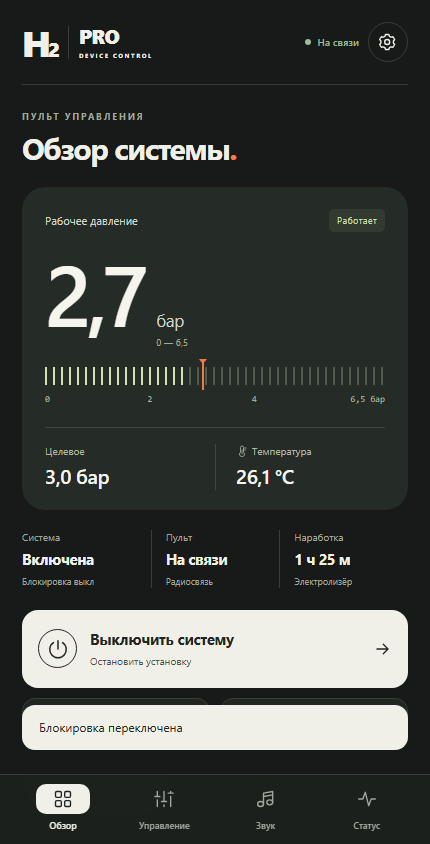 H2 PRO
DEVICE CONTROL
На связи
ПУЛЬТ УПРАВЛЕНИЯ
Обзор системы.
Рабочее давление
Работает
2,7 бар
0 — 6,5
0 2 4 6,5 бар
Целевое
3,0 бар
Температура
26,1 °C
Система
Включена
Блокировка выкл
Пульт
На связи
Радиосвязь
Наработка
1 ч 25 м
Электролизёр
Выключить систему
Остановить установку
Блокировка переключена
Обзор
Управление
Звук
Статус